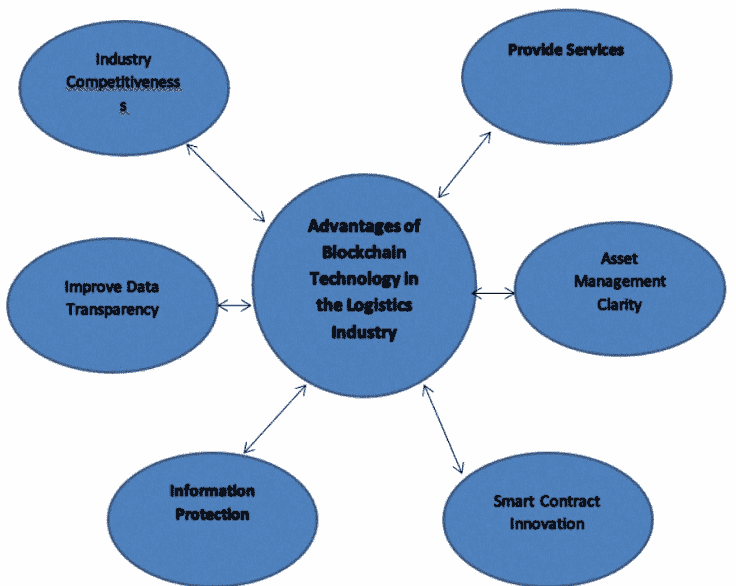 Industry
Competitivenes
s
Provide Services
Advantages of
Blockchain
Technology in
the Logistics
Industry
Improve Data
Transparency
Asset
Management
Clarity
Information
Protection
Smart Contract
Innovation